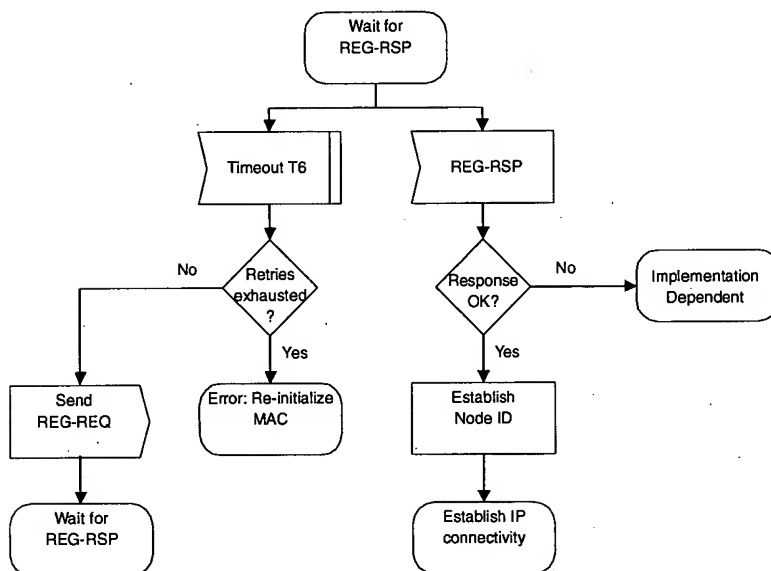 Wait for
REG-RSP
Timeout T6
REG-RSP
No
Retries
exhausted
?
Response
OK?
No
Implementation
Dependent
Yes
Yes
Send
REG-REQ
Error: Re-initialize
MAC
Establish
Node ID
Wait for
REG-RSP
Establish IP
connectivity